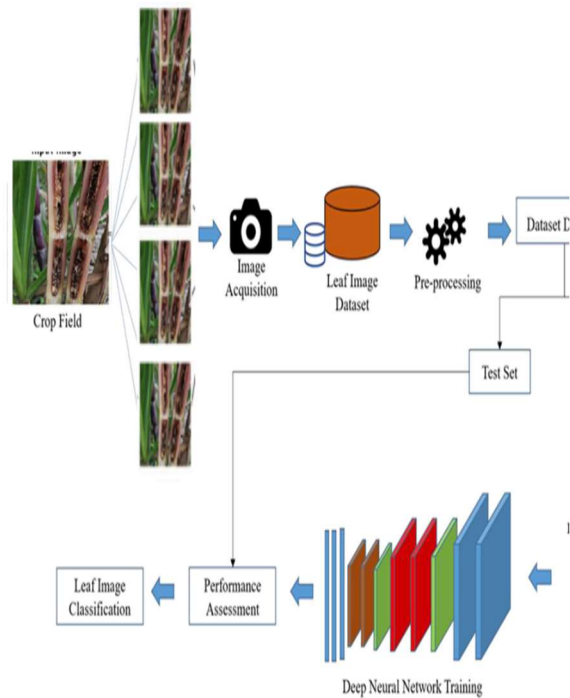 Crop Field
Image
Acquisition
Leaf Image
Dataset
Pre-processing
Dataset D
Test Set
Leaf Image
Classification
Performance
Assessment
Deep Neural Network Training